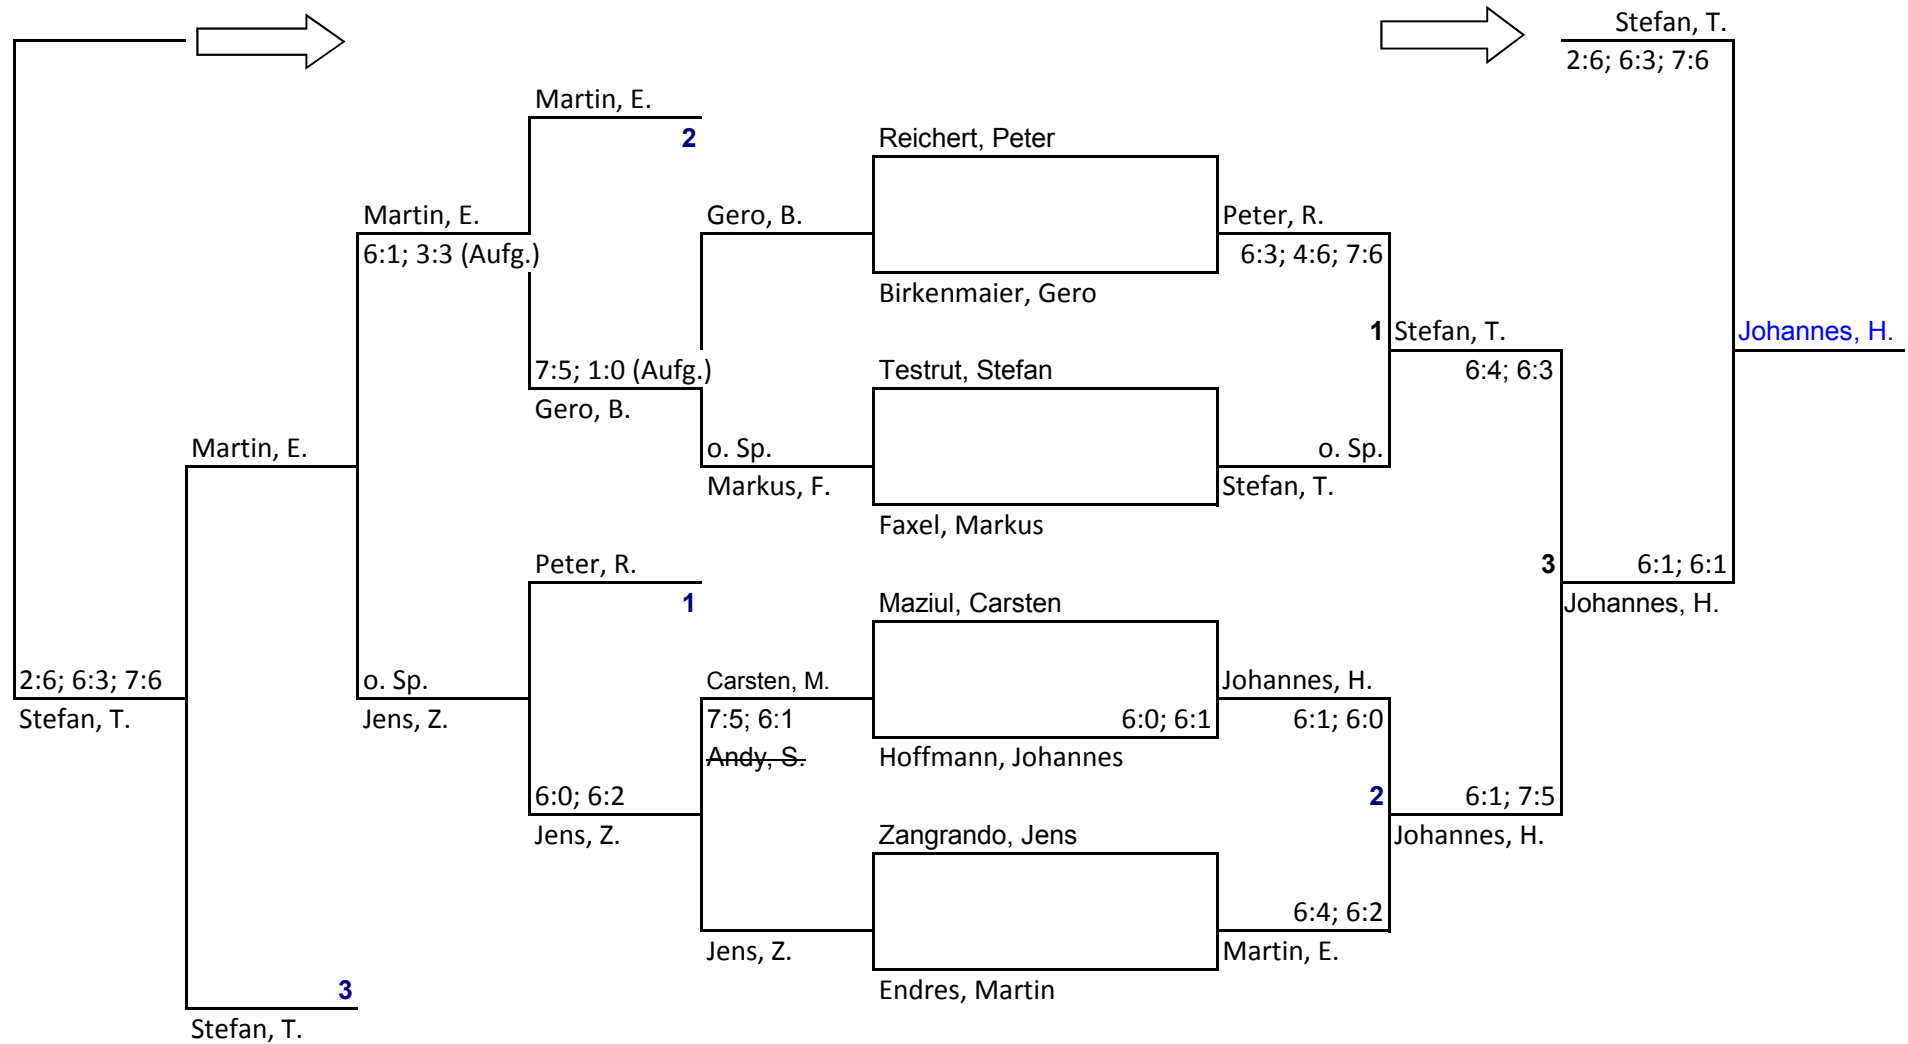 Stefan, T.
2:6; 6:3; 7:6
Martin, E.
2
Reichert, Peter
Martin, E.
Gero, B.
Peter, R.
6:1; 3:3 (Aufg.)
6:3; 4:6; 7:6
Birkenmaier, Gero
1
Stefan, T.
Johannes, H.
7:5; 1:0 (Aufg.)
Testrut, Stefan
6:4; 6:3
Gero, B.
Martin, E.
o. Sp.
o. Sp.
Markus, F.
Stefan, T.
Faxel, Markus
Peter, R.
3
6:1; 6:1
1
Maziul, Carsten
Johannes, H.
2:6; 6:3; 7:6
o. Sp.
Carsten, M.
Johannes, H.
Stefan, T.
Jens, Z.
7:5; 6:1
6:0; 6:1
6:1; 6:0
Andy, S.
Hoffmann, Johannes
6:0; 6:2
2
6:1; 7:5
Jens, Z.
Zangrando, Jens
Johannes, H.
6:4; 6:2
Jens, Z.
Martin, E.
3
Endres, Martin
Stefan, T.